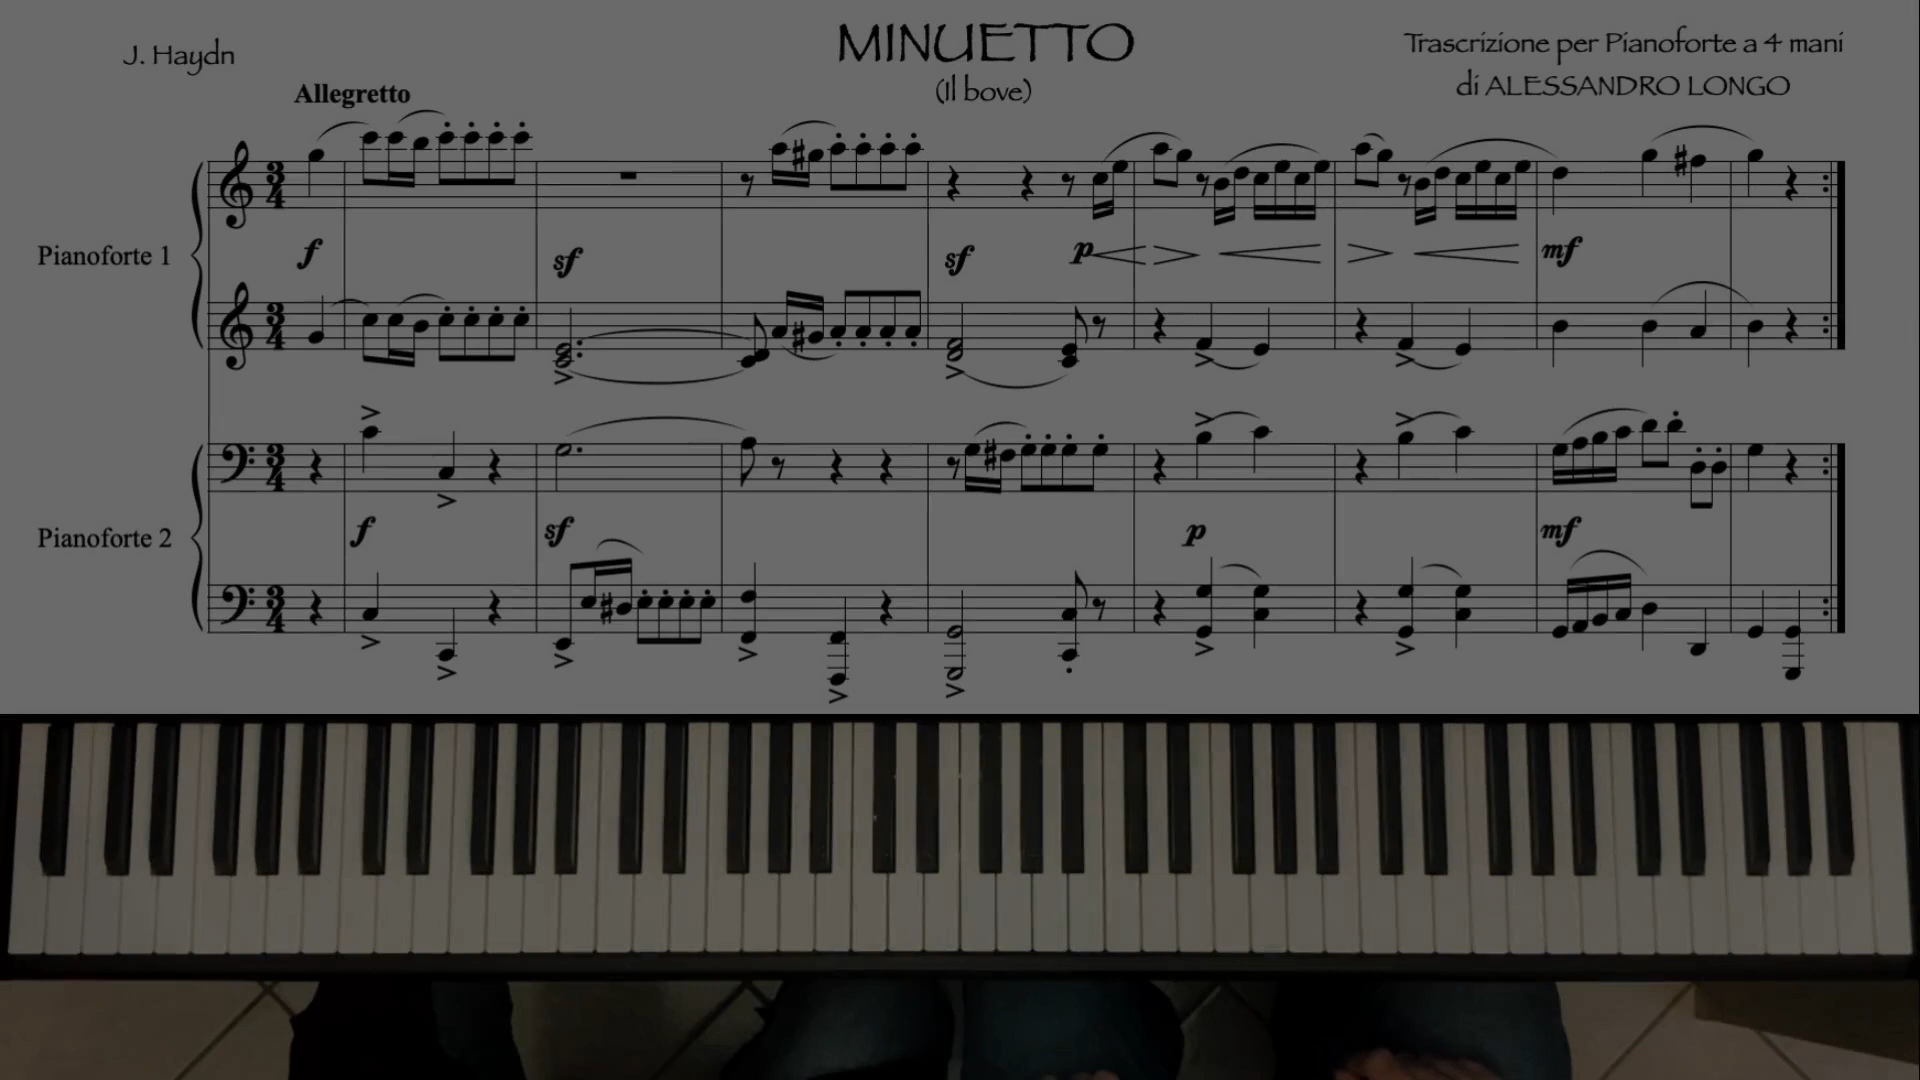 MINUETTO
(Il bove)
J. Haydn
Trascrizione per Pianoforte a 4 mani
di ALESSANDRO LONGO
Allegretto
Pianoforte 1
f
sf
sf
p
mf
Pianoforte 2
f
sf
p
mf